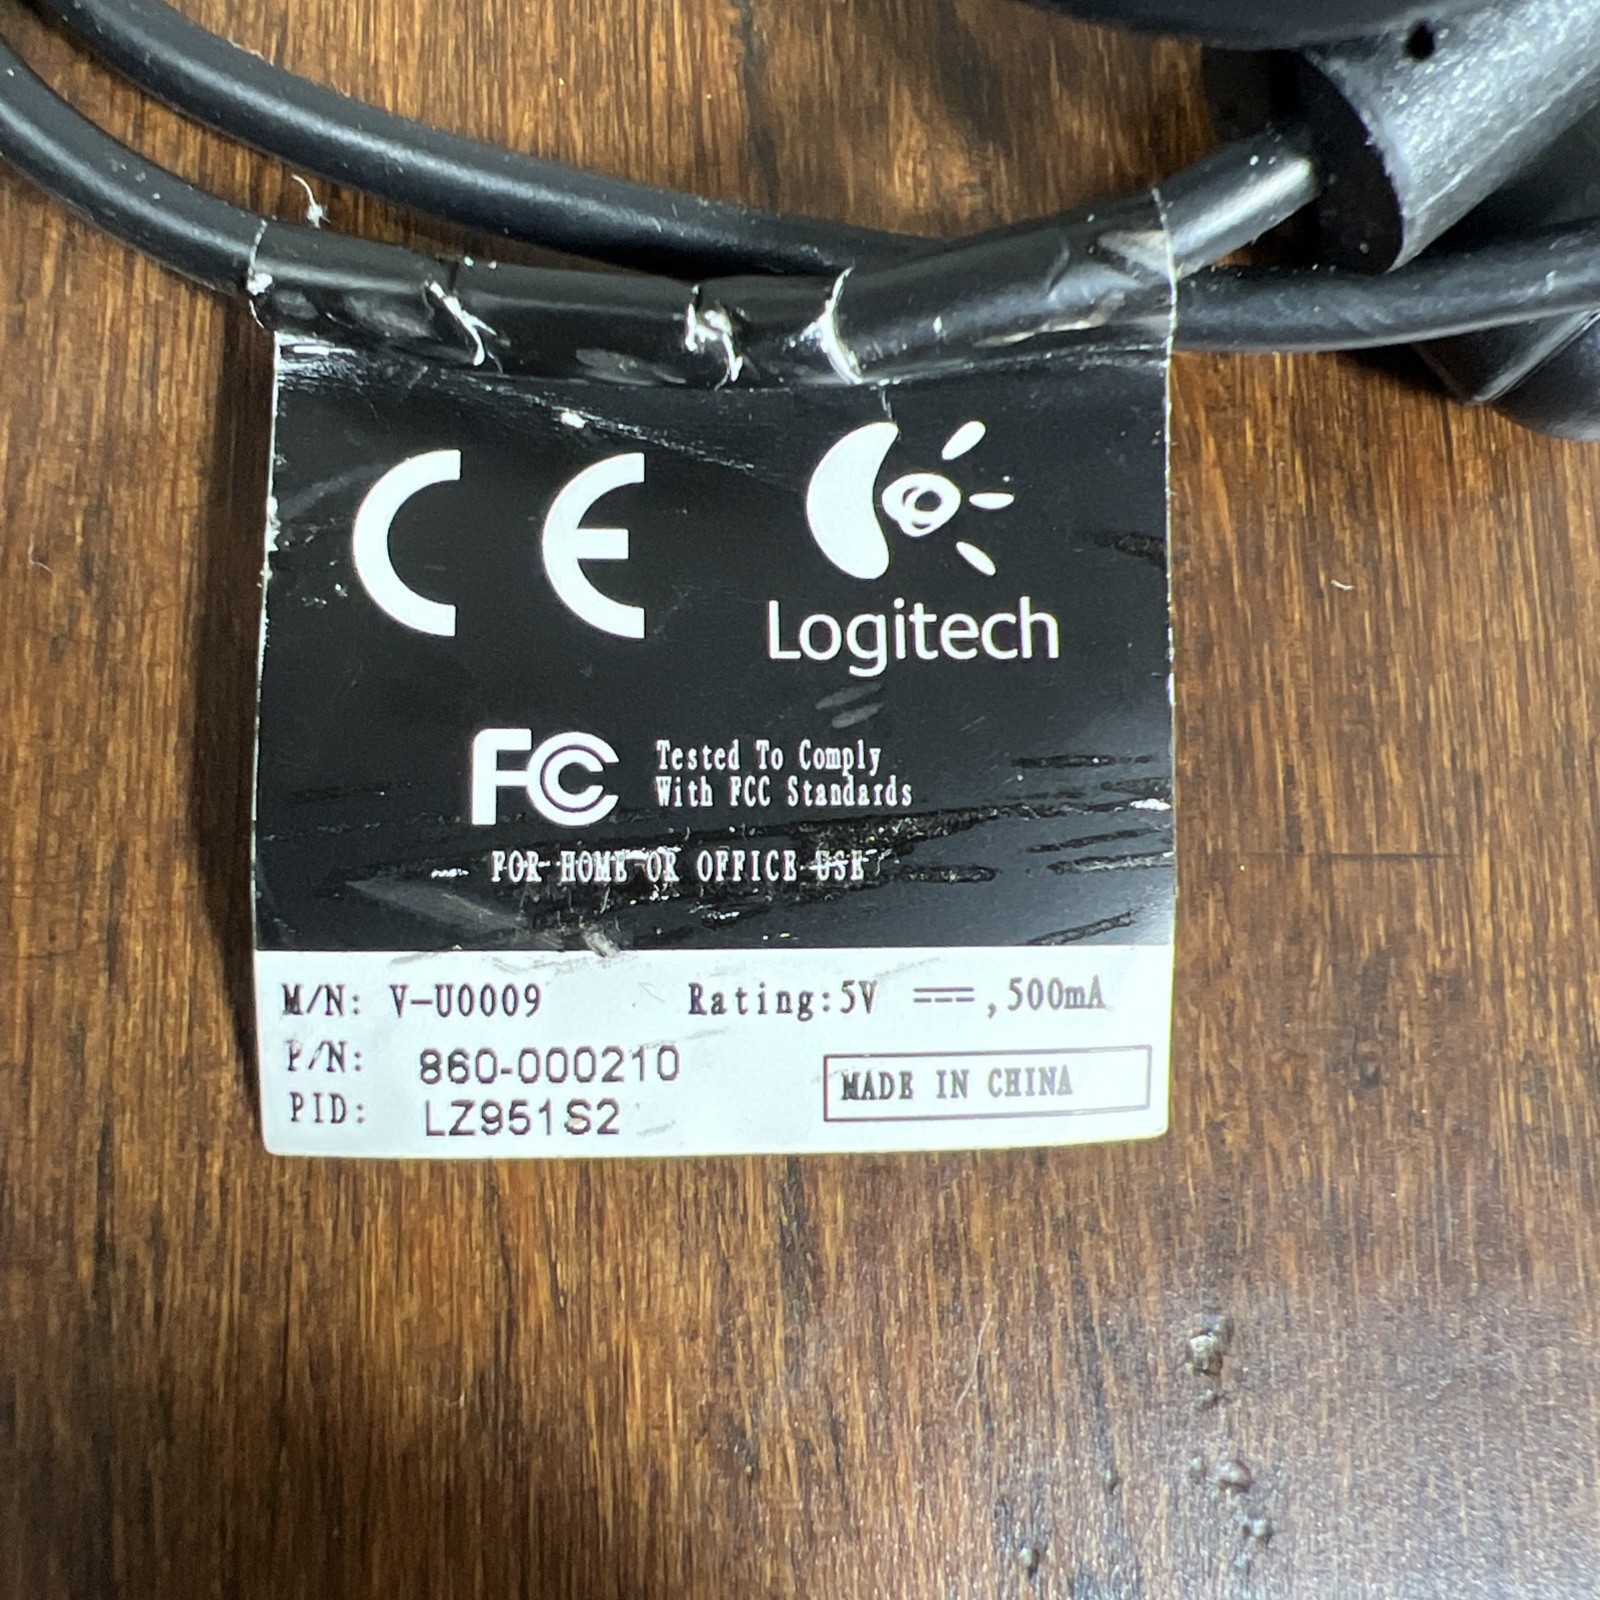 CE
Logitech
FC Tested To Comply
With FCC Standards
FOR HOME OR OFFICE USE
M/N: V-U0009 Rating:5V ⎓,500mA
P/N: 860-000210
PID: LZ951S2
MADE IN CHINA